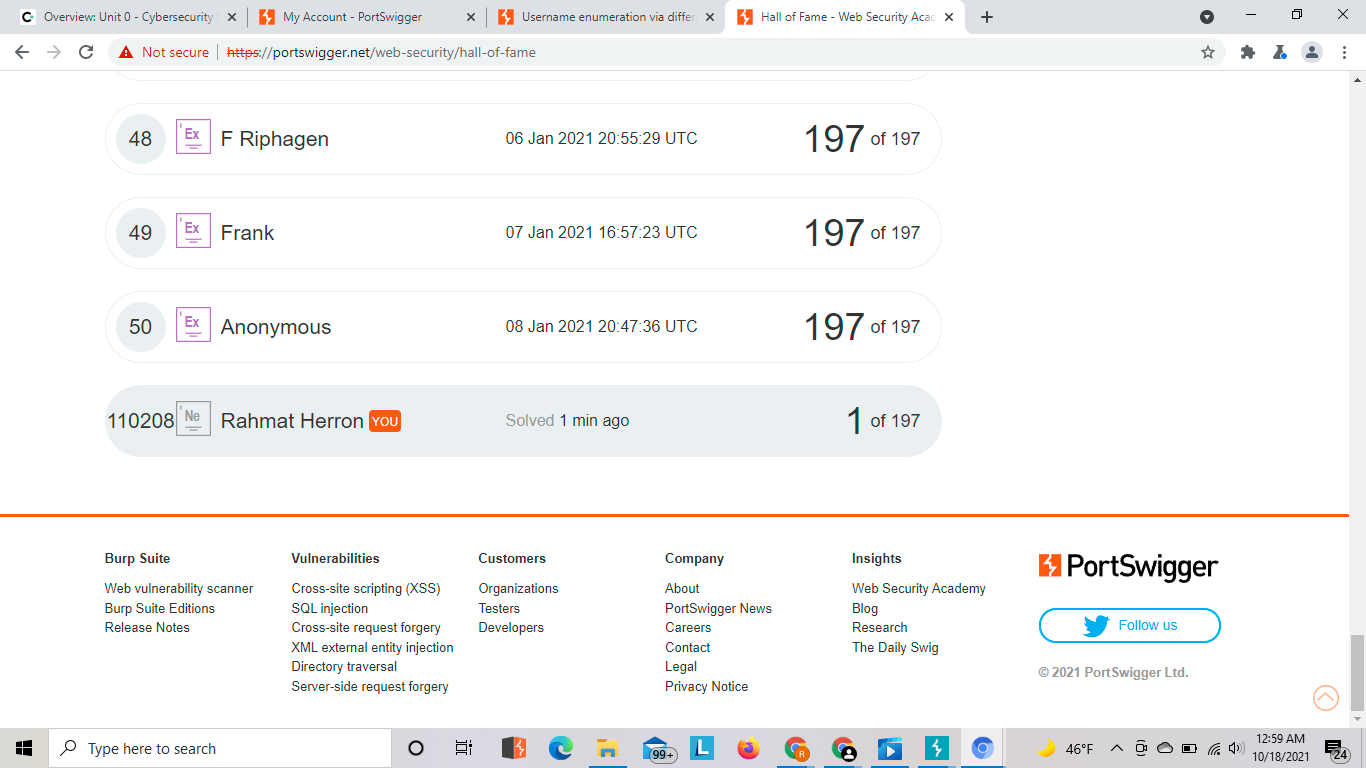 Overview: Unit 0 - Cybersecurity
My Account - PortSwigger
Username enumeration via differ
Hall of Fame - Web Security Aca
Not secure https://portswigger.net/web-security/hall-of-fame
48 Ex F Riphagen 06 Jan 2021 20:55:29 UTC 197 of 197
49 Ex Frank 07 Jan 2021 16:57:23 UTC 197 of 197
50 Ex Anonymous 08 Jan 2021 20:47:36 UTC 197 of 197
110208 Ne Rahmat Herron YOU Solved 1 min ago 1 of 197
Burp Suite
Web vulnerability scanner
Burp Suite Editions
Release Notes
Vulnerabilities
Cross-site scripting (XSS)
SQL injection
Cross-site request forgery
XML external entity injection
Directory traversal
Server-side request forgery
Customers
Organizations
Testers
Developers
Company
About
PortSwigger News
Careers
Contact
Legal
Privacy Notice
Insights
Web Security Academy
Blog
Research
The Daily Swig
PortSwigger
Follow us
© 2021 PortSwigger Ltd.
Type here to search
99+
L
R
46°F
12:59 AM
10/18/2021
24